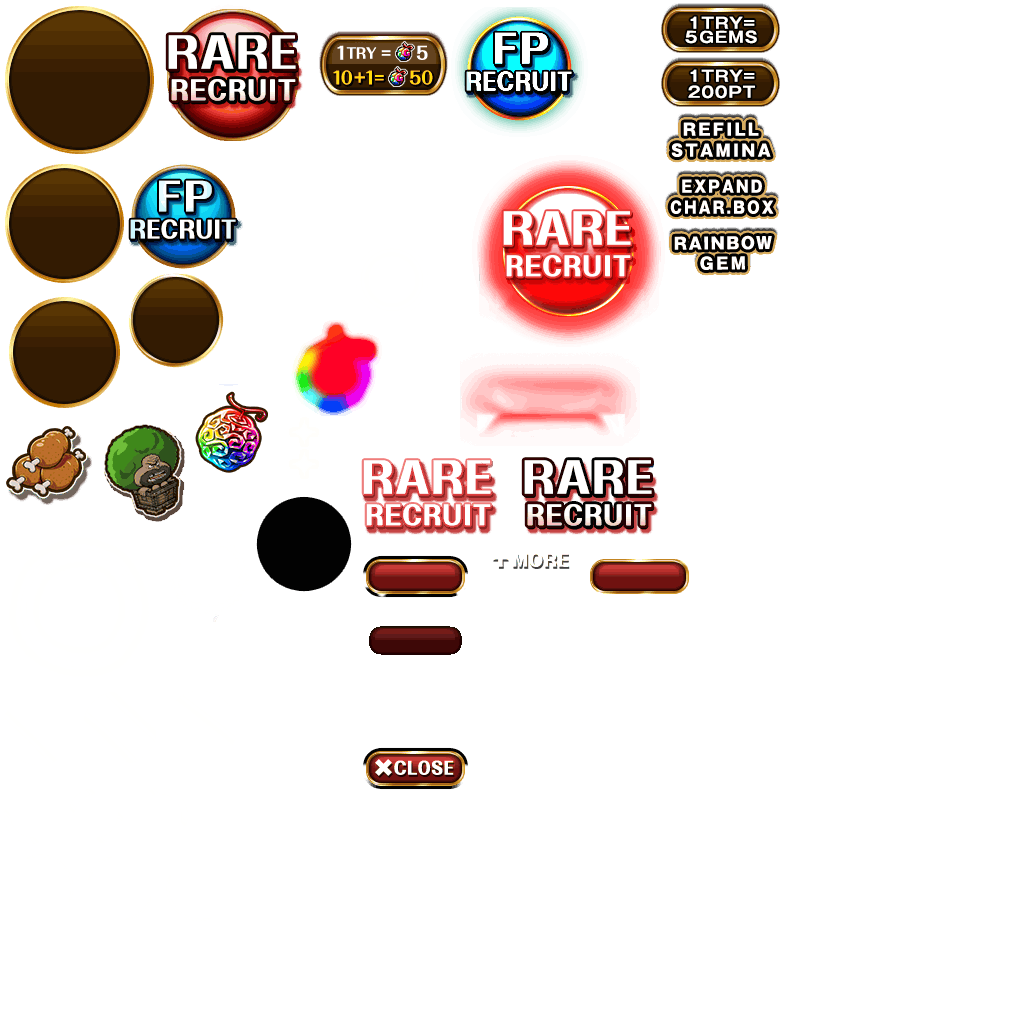 RARE
RECRUIT
1TRY = 5
10+1= 50
FP
RECRUIT
1TRY=
5GEMS
1TRY=
200PT
REFILL
STAMINA
EXPAND
CHAR.BOX
RAINBOW
GEM
FP
RECRUIT
RARE
RECRUIT
RARE
RECRUIT
RARE
RECRUIT
MORE
CLOSE